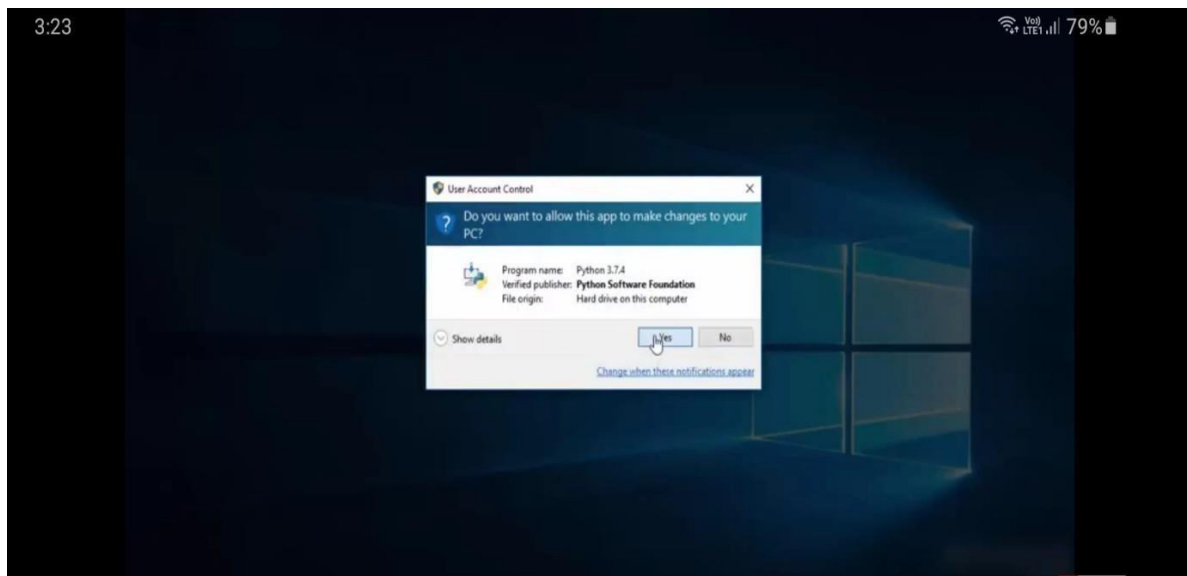 3:23
Vo)) LTE1 79%
User Account Control
Do you want to allow this app to make changes to your
PC?
Program name: Python 3.7.4
Verified publisher: Python Software Foundation
File origin: Hard drive on this computer
Show details
Yes No
Change when these notifications appear